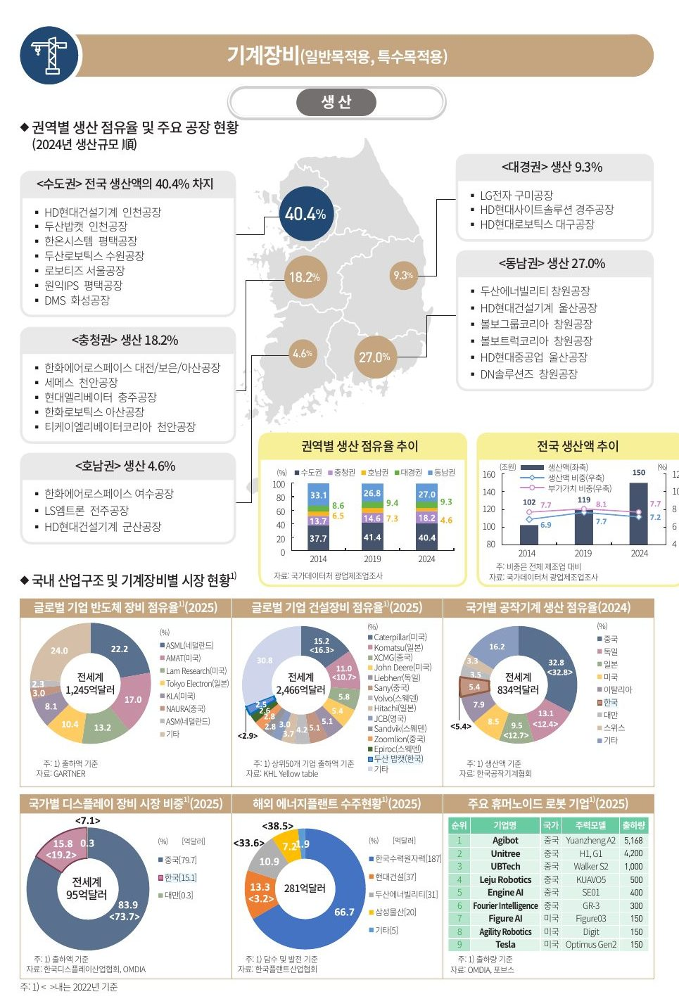 기계장비(일반목적용, 특수목적용)
생 산
◆ 권역별 생산 점유율 및 주요 공장 현황
(2024년 생산규모 順)
<수도권> 전국 생산액의 40.4% 차지
▪ HD현대건설기계 인천공장
▪ 두산밥캣 인천공장
▪ 한온시스템 평택공장
▪ 두산로보틱스 수원공장
▪ 로보티즈 서울공장
▪ 원익IPS 평택공장
▪ DMS 화성공장
<충청권> 생산 18.2%
▪ 한화에어로스페이스 대전/보은/아산공장
▪ 세메스 천안공장
▪ 현대엘리베이터 충주공장
▪ 한화로보틱스 아산공장
▪ 티케이엘리베이터코리아 천안공장
<호남권> 생산 4.6%
▪ 한화에어로스페이스 여수공장
▪ LS엠트론 전주공장
▪ HD현대건설기계 군산공장
40.4%
18.2%
9.3%
4.6%
27.0%
<대경권> 생산 9.3%
▪ LG전자 구미공장
▪ HD현대사이트솔루션 경주공장
▪ HD현대로보틱스 대구공장
<동남권> 생산 27.0%
▪ 두산에너빌리티 창원공장
▪ HD현대건설기계 울산공장
▪ 볼보그룹코리아 창원공장
▪ 볼보트럭코리아 창원공장
▪ HD현대중공업 울산공장
▪ DN솔루션즈 창원공장
권역별 생산 점유율 추이
(%) 수도권 충청권 호남권 대경권 동남권
100
80
60
40
20
0
33.1 8.6 6.5 13.7 37.7
26.8 9.4 7.3 14.6 41.4
27.0 9.3 4.6 18.2 40.4
2014 2019 2024
자료: 국가데이터처 광업제조업조사
전국 생산액 추이
(조원) 생산액(좌축) (%)
생산액 비중(우축)
부가가치 비중(우축)
160 12
140 10
120 8
100 6
80 4
102 119 150
7.7 8.1 7.7
6.9 7.7 7.2
2014 2019 2024
주: 비중은 전체 제조업 대비
자료: 국가데이터처 광업제조업조사
◆ 국내 산업구조 및 기계장비별 시장 현황1)
글로벌 기업 반도체 장비 점유율1)(2025)
전세계
1,245억달러
22.2
17.0
13.2
10.4
8.1
3.0
2.3
24.0
(%)
ASML(네덜란드)
AMAT(미국)
Lam Research(미국)
Tokyo Electron(일본)
KLA(미국)
NAURA(중국)
ASM(네덜란드)
기타
주: 1) 출하액 기준
자료: GARTNER
글로벌 기업 건설장비 점유율1)(2025)
전세계
2,466억달러
15.2
<16.3>
11.0
<10.7>
5.8
5.4
5.1
5.1
4.2
3.7
3.0
2.8
2.8
2.6
2.5
<2.9>
30.8
(%)
Caterpillar(미국)
Komatsu(일본)
XCMG(중국)
John Deere(미국)
Liebherr(독일)
Sany(중국)
Volvo(스웨덴)
Hitachi(일본)
JCB(영국)
Sandvik(스웨덴)
Zoomlion(중국)
Epiroc(스웨덴)
두산 밥캣(한국)
기타
주: 1) 상위50개 기업 출하액 기준
자료: KHL Yellow table
국가별 공작기계 생산 점유율(2024)
전세계
834억달러
32.8
<32.8>
13.1
<12.4>
9.5
<12.7>
8.5
7.9
5.4
<5.4>
3.5
3.3
16.2
(%)
중국
독일
일본
미국
이탈리아
한국
대만
스위스
기타
주: 1) 생산액 기준
자료: 한국공작기계협회
국가별 디스플레이 장비 시장 비중1)(2025)
<7.1>
0.3
15.8
<19.2>
전세계
95억달러
83.9
<73.7>
(%) [억달러]
중국[79.7]
한국[15.1]
대만[0.3]
주: 1) 출하액 기준
자료: 한국디스플레이산업협회, OMDIA
해외 에너지플랜트 수주현황1)(2025)
<38.5>
<33.6>
7.2
1.9
10.9
13.3
<3.2>
281억달러
66.7
(%) [억달러]
한국수력원자력[187]
현대건설[37]
두산에너빌리티[31]
삼성물산[20]
기타[5]
주: 1) 담수 및 발전 기준
자료: 한국플랜트산업협회
주요 휴머노이드 로봇 기업1)(2025)
순위 기업명 국가 주력모델 출하량
1 Agibot 중국 Yuanzheng A2 5,168
2 Unitree 중국 H1, G1 4,200
3 UBTech 중국 Walker S2 1,000
4 Leju Robotics 중국 KUAVO5 500
5 Engine AI 중국 SE01 400
6 Fourier Intelligence 중국 GR-3 300
7 Figure AI 미국 Figure03 150
8 Agility Robotics 미국 Digit 150
9 Tesla 미국 Optimus Gen2 150
주: 1) 출하량 기준
자료: OMDIA, 포브스
주: 1) < >내는 2022년 기준